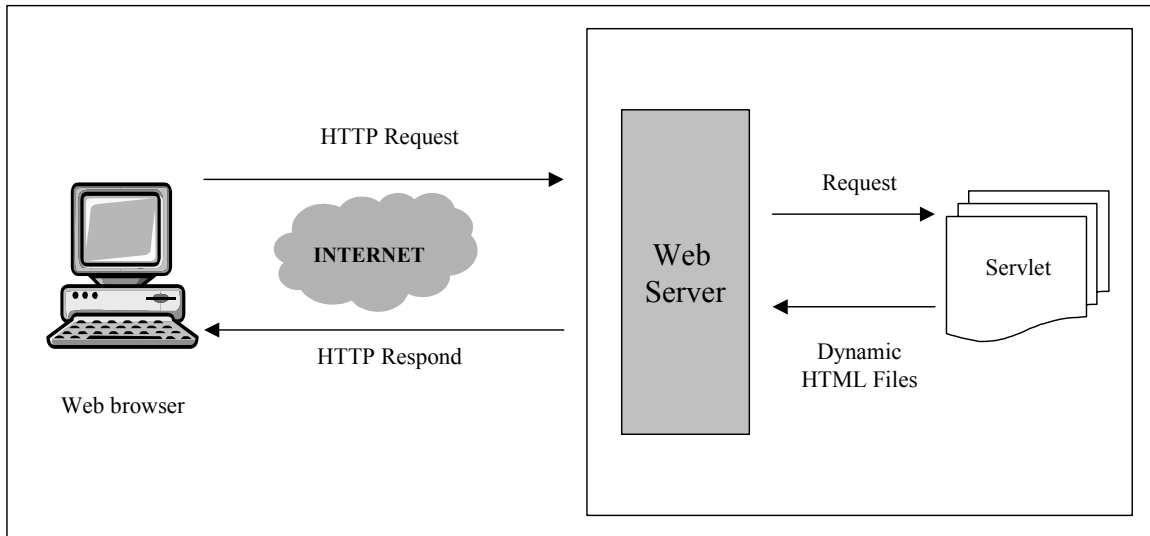 HTTP Request
INTERNET
HTTP Respond
Web browser
Web
Server
Request
Servlet
Dynamic
HTML Files